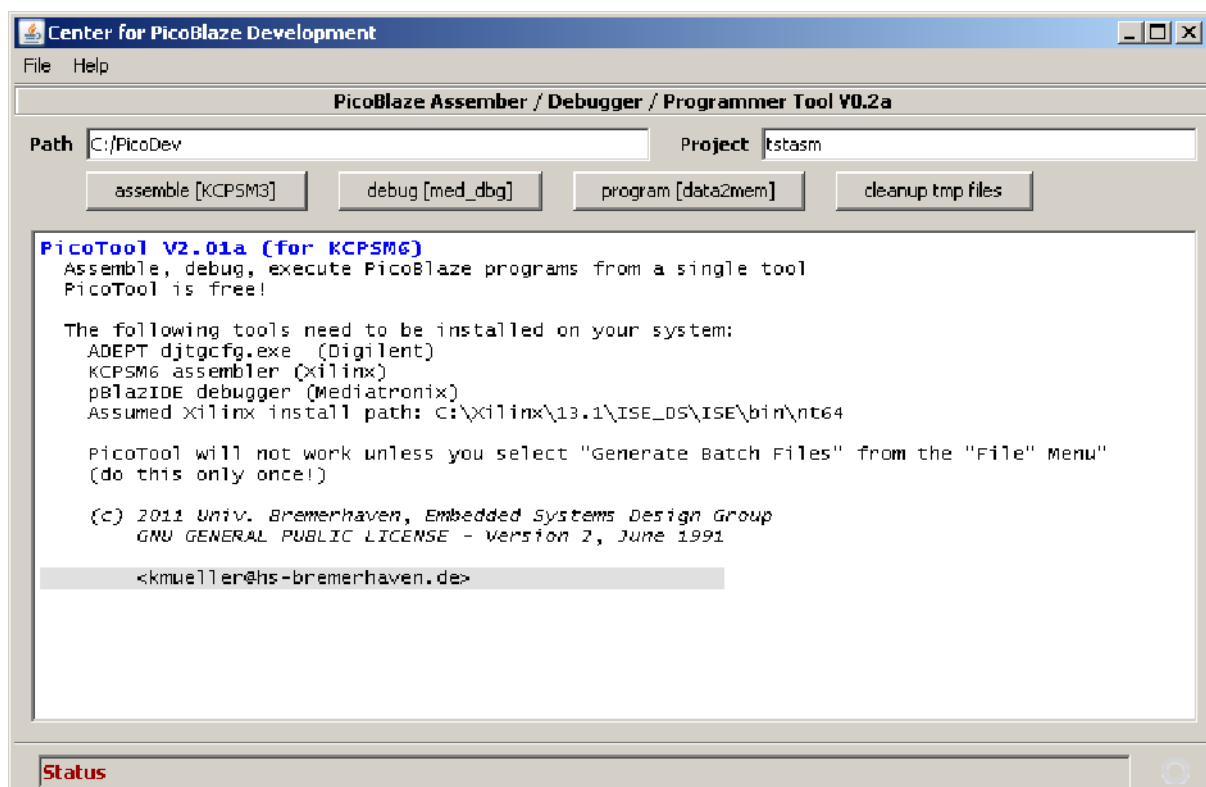 Center for PicoBlaze Development
File Help
PicoBlaze Assember / Debugger / Programmer Tool V0.2a
Path C:/PicoDev Project tstasm
assemble [KCPSM3] debug [med_dbg] program [data2mem] cleanup tmp files
PicoTool V2.01a (for KCPSM6)
Assemble, debug, execute PicoBlaze programs from a single tool
PicoTool is free!
The following tools need to be installed on your system:
ADEPT djtgcfg.exe (Digilent)
KCPSM6 assembler (Xilinx)
pBlazIDE debugger (Mediatronix)
Assumed Xilinx install path: C:\Xilinx\13.1\ISE_DS\ISE\bin\nt64
PicoTool will not work unless you select "Generate Batch Files" from the "File" Menu"
(do this only once!)
(c) 2011 Univ. Bremerhaven, Embedded Systems Design Group
GNU GENERAL PUBLIC LICENSE - Version 2, June 1991
<kmueller@hs-bremerhaven.de>
Status